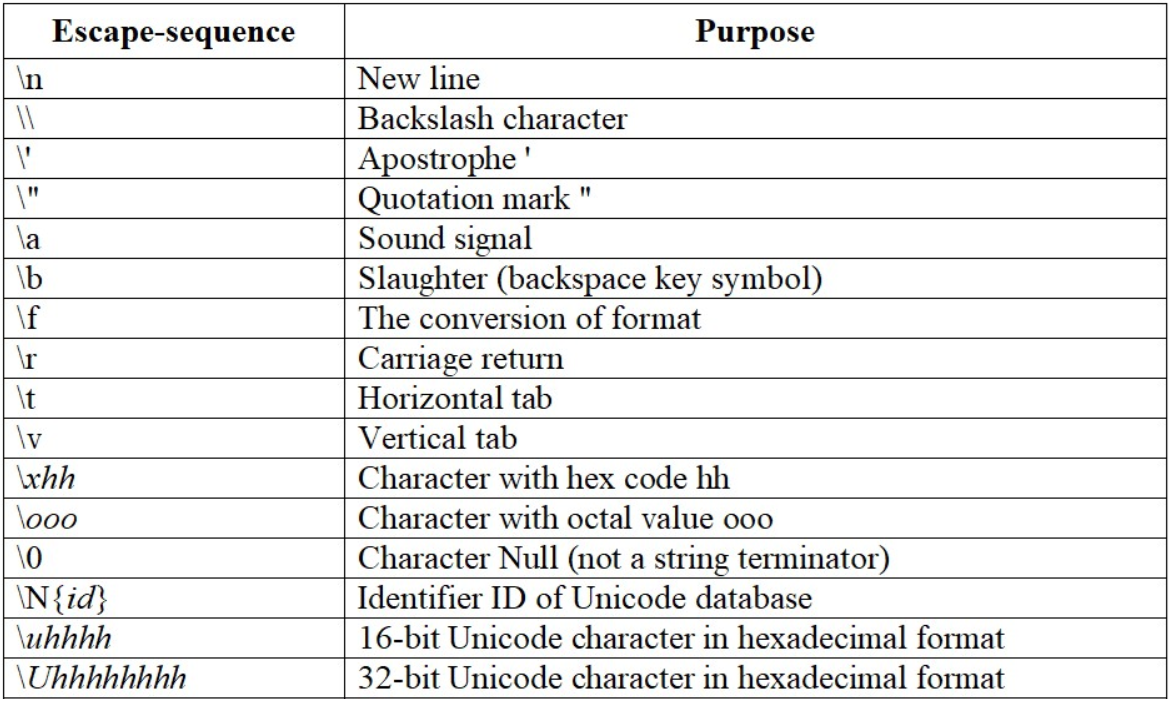 Escape-sequence Purpose
\n New line
\\ Backslash character
\' Apostrophe '
\" Quotation mark "
\a Sound signal
\b Slaughter (backspace key symbol)
\f The conversion of format
\r Carriage return
\t Horizontal tab
\v Vertical tab
\xhh Character with hex code hh
\ooo Character with octal value ooo
\0 Character Null (not a string terminator)
\N{id} Identifier ID of Unicode database
\uhhhh 16-bit Unicode character in hexadecimal format
\Uhhhhhhhh 32-bit Unicode character in hexadecimal format